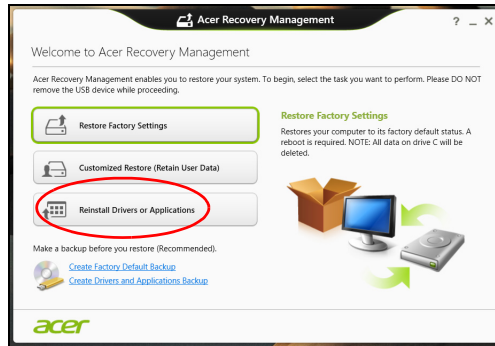 Acer Recovery Management
? _ X
Welcome to Acer Recovery Management
Acer Recovery Management enables you to restore your system. To begin, select the task you want to perform. Please DO NOT
remove the USB device while proceeding.
Restore Factory Settings
Customized Restore (Retain User Data)
Reinstall Drivers or Applications
Restore Factory Settings
Restores your computer to its factory default status. A
reboot is required. NOTE: All data on drive C will be
deleted.
Make a backup before you restore (Recommended).
Create Factory Default Backup
Create Drivers and Applications Backup
acer